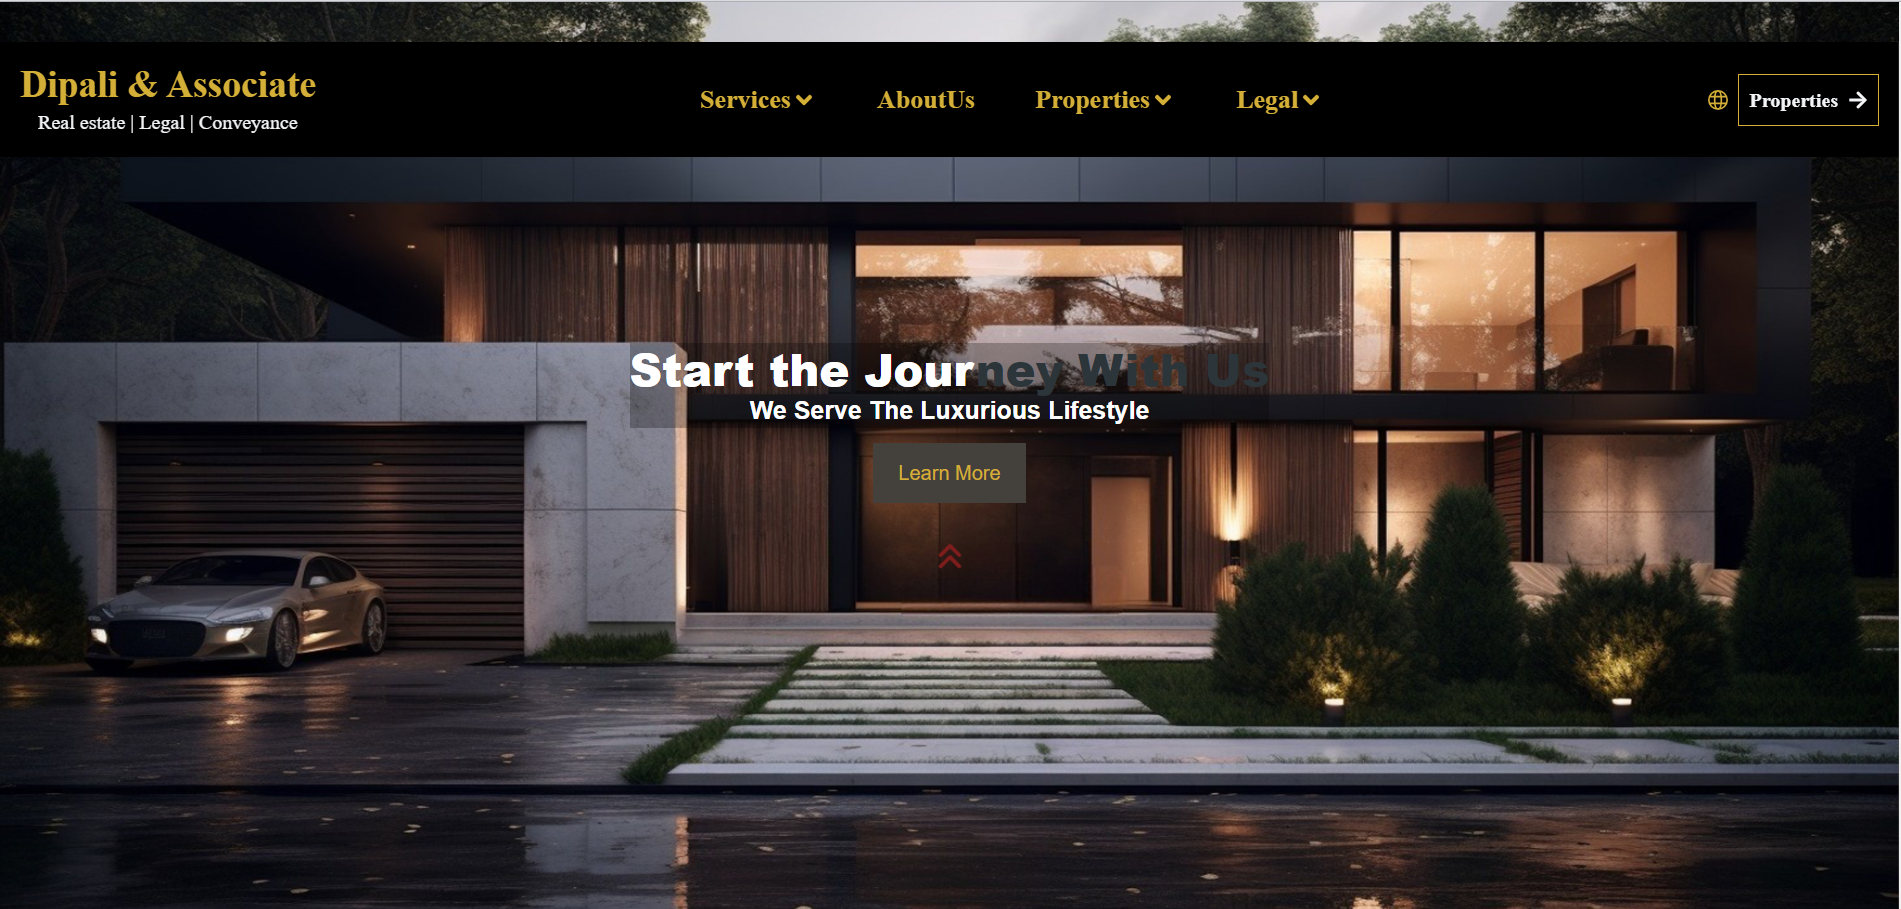 Dipali & Associate
Real estate | Legal | Conveyance
Services
AboutUs
Properties
Legal
Properties
Start the Journey With Us
We Serve The Luxurious Lifestyle
Learn More